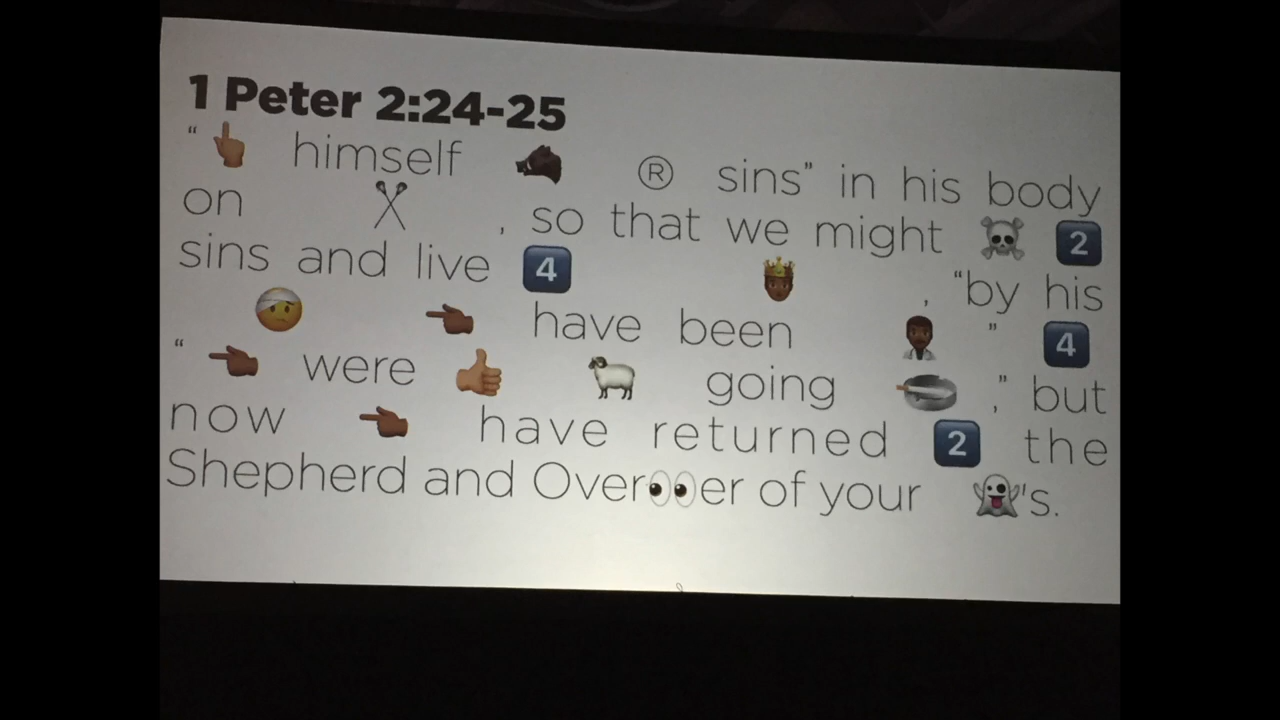 1 Peter 2:24-25
“👆🏽 himself 🐗 ® sins” in his body
on , so that we might ☠️ 2️⃣
sins and live 4️⃣ 🤴🏾 , “by his
🤕 👈🏾 have been 👨🏾‍⚕️ ” 4️⃣
“ 👈🏾 were 👍🏽 🐏 going , ” but
now 👈🏾 have returned 2️⃣ the
Shepherd and Over👀er of your 👻's.